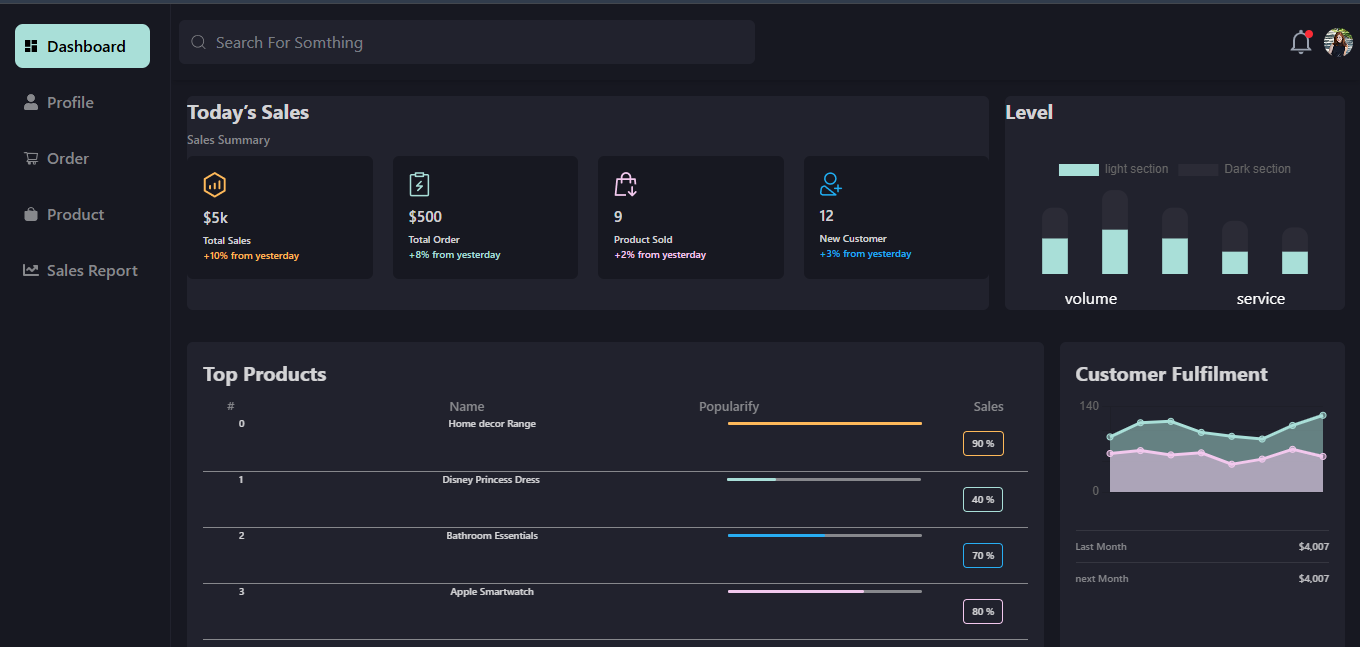 Dashboard
Profile
Order
Product
Sales Report
Search For Somthing
Today's Sales
Sales Summary
$5k
Total Sales
+10% from yesterday
$500
Total Order
+8% from yesterday
9
Product Sold
+2% from yesterday
12
New Customer
+3% from yesterday
Level
light section Dark section
volume service
Top Products
# Name Popularify Sales
0 Home decor Range 90 %
1 Disney Princess Dress 40 %
2 Bathroom Essentials 70 %
3 Apple Smartwatch 80 %
Customer Fulfilment
140
0
Last Month $4,007
next Month $4,007